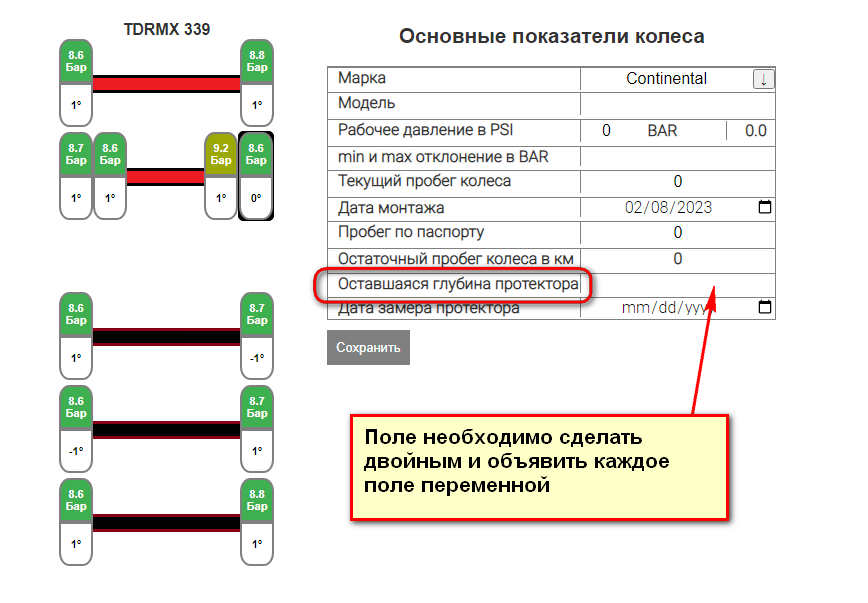 TDRMX 339
8.6
Бар
1°
8.8
Бар
1°
8.7
Бар
1°
8.6
Бар
1°
9.2
Бар
1°
8.6
Бар
0°
8.6
Бар
1°
8.7
Бар
-1°
8.6
Бар
-1°
8.7
Бар
1°
8.6
Бар
1°
8.8
Бар
1°
Основные показатели колеса
Марка Continental ↓
Модель
Рабочее давление в PSI 0 BAR 0.0
min и max отклонение в BAR
Текущий пробег колеса 0
Дата монтажа 02/08/2023
Пробег по паспорту 0
Остаточный пробег колеса в км 0
Оставшаяся глубина протектора
Дата замера протектора mm/dd/yyy
Сохранить
Поле необходимо сделать
двойным и объявить каждое
поле переменной